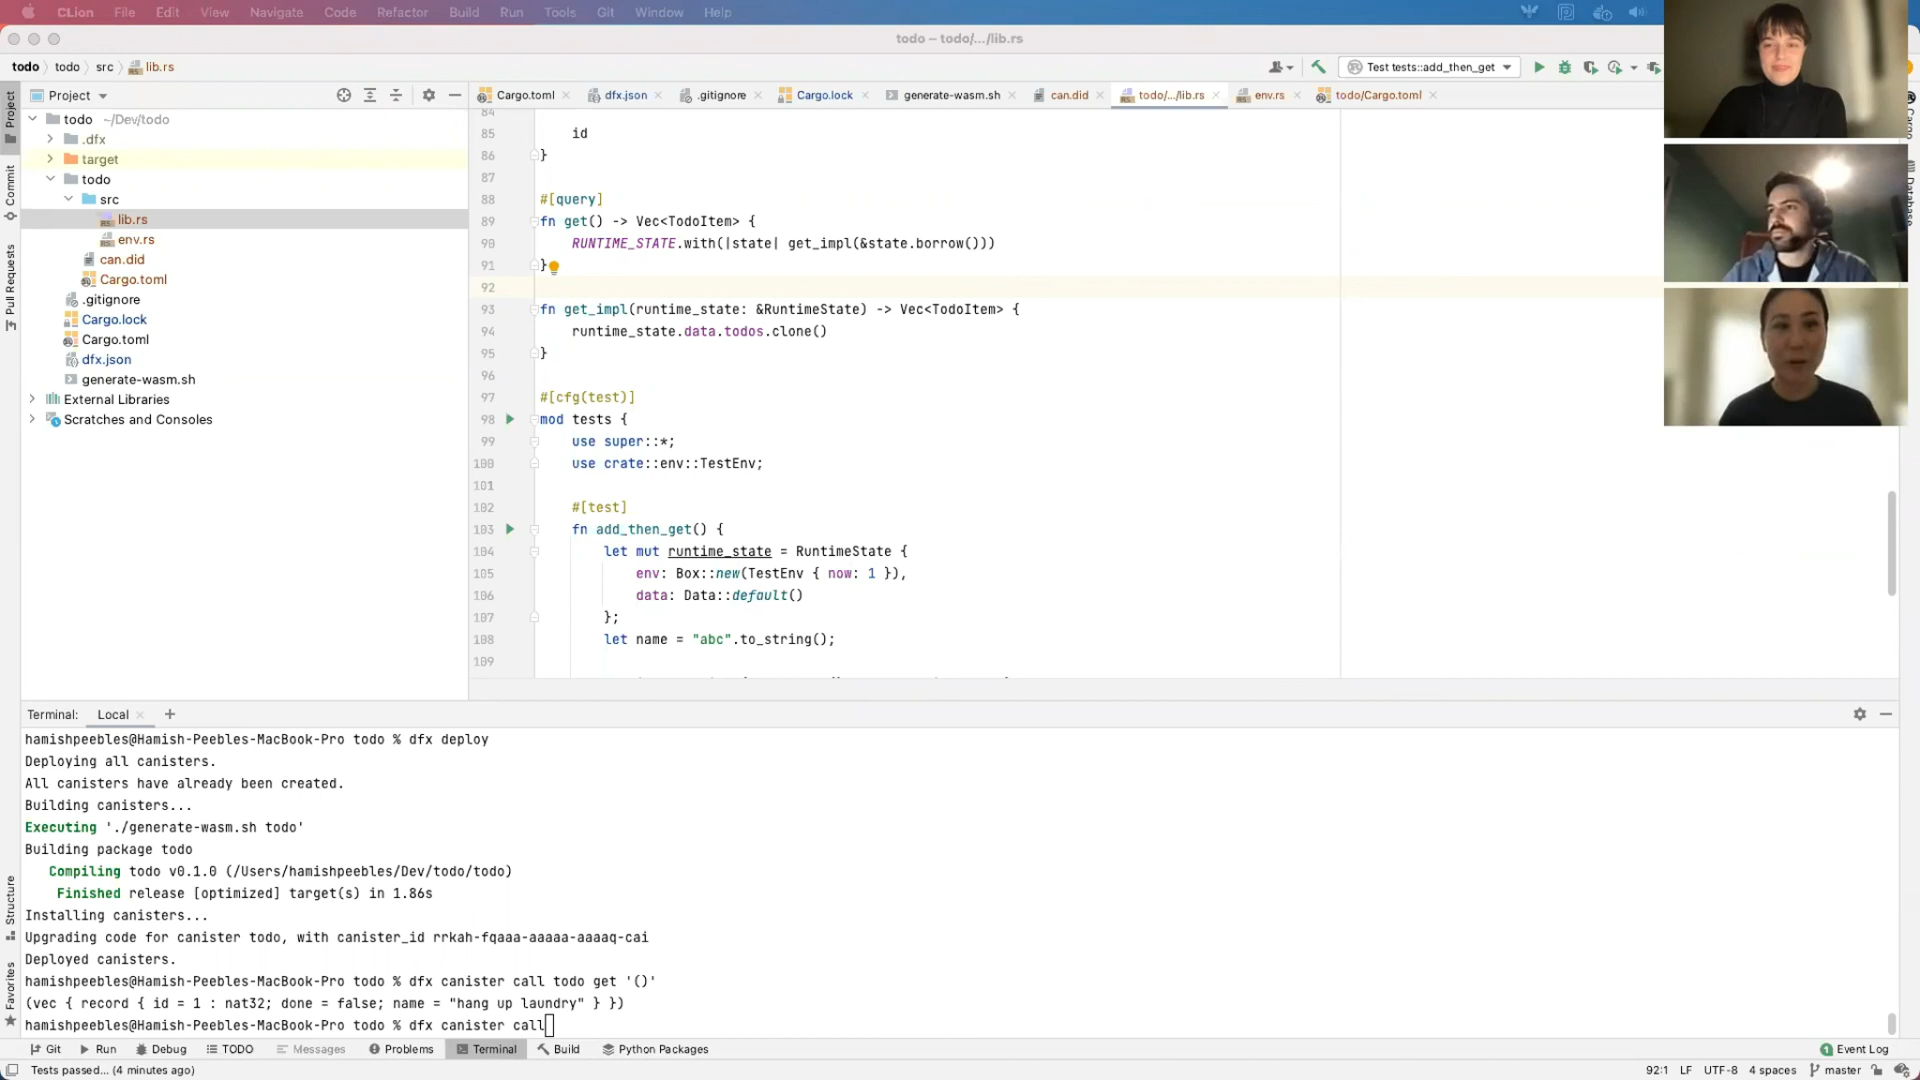 CLion File Edit View Navigate Code Refactor Build Run Tools Git Window Help
todo – todo/.../lib.rs
todo todo src lib.rs
Test tests::add_then_get
Project
Cargo.toml dfx.json .gitignore Cargo.lock generate-wasm.sh can.did todo/.../lib.rs env.rs todo/Cargo.toml
Project
Commit
Pull Requests
Structure
Favorites
Cargo
Database
todo ~/Dev/todo
.dfx
target
todo
src
lib.rs
env.rs
can.did
Cargo.toml
.gitignore
Cargo.lock
Cargo.toml
dfx.json
generate-wasm.sh
External Libraries
Scratches and Consoles
84
85 id
86 }
87
88 #[query]
89 fn get() -> Vec<TodoItem> {
90 RUNTIME_STATE.with(|state| get_impl(&state.borrow()))
91 }
92
93 fn get_impl(runtime_state: &RuntimeState) -> Vec<TodoItem> {
94 runtime_state.data.todos.clone()
95 }
96
97 #[cfg(test)]
98 mod tests {
99 use super::*;
100 use crate::env::TestEnv;
101
102 #[test]
103 fn add_then_get() {
104 let mut runtime_state = RuntimeState {
105 env: Box::new(TestEnv { now: 1 }),
106 data: Data::default()
107 };
108 let name = "abc".to_string();
109
Terminal: Local
hamishpeebles@Hamish-Peebles-MacBook-Pro todo % dfx deploy
Deploying all canisters.
All canisters have already been created.
Building canisters...
Executing './generate-wasm.sh todo'
Building package todo
Compiling todo v0.1.0 (/Users/hamishpeebles/Dev/todo/todo)
Finished release [optimized] target(s) in 1.86s
Installing canisters...
Upgrading code for canister todo, with canister_id rrkah-fqaaa-aaaaa-aaaaq-cai
Deployed canisters.
hamishpeebles@Hamish-Peebles-MacBook-Pro todo % dfx canister call todo get '()'
(vec { record { id = 1 : nat32; done = false; name = "hang up laundry" } })
hamishpeebles@Hamish-Peebles-MacBook-Pro todo % dfx canister call
Git Run Debug TODO Messages Problems Terminal Build Python Packages 1 Event Log
Tests passed... (4 minutes ago) 92:1 LF UTF-8 4 spaces master